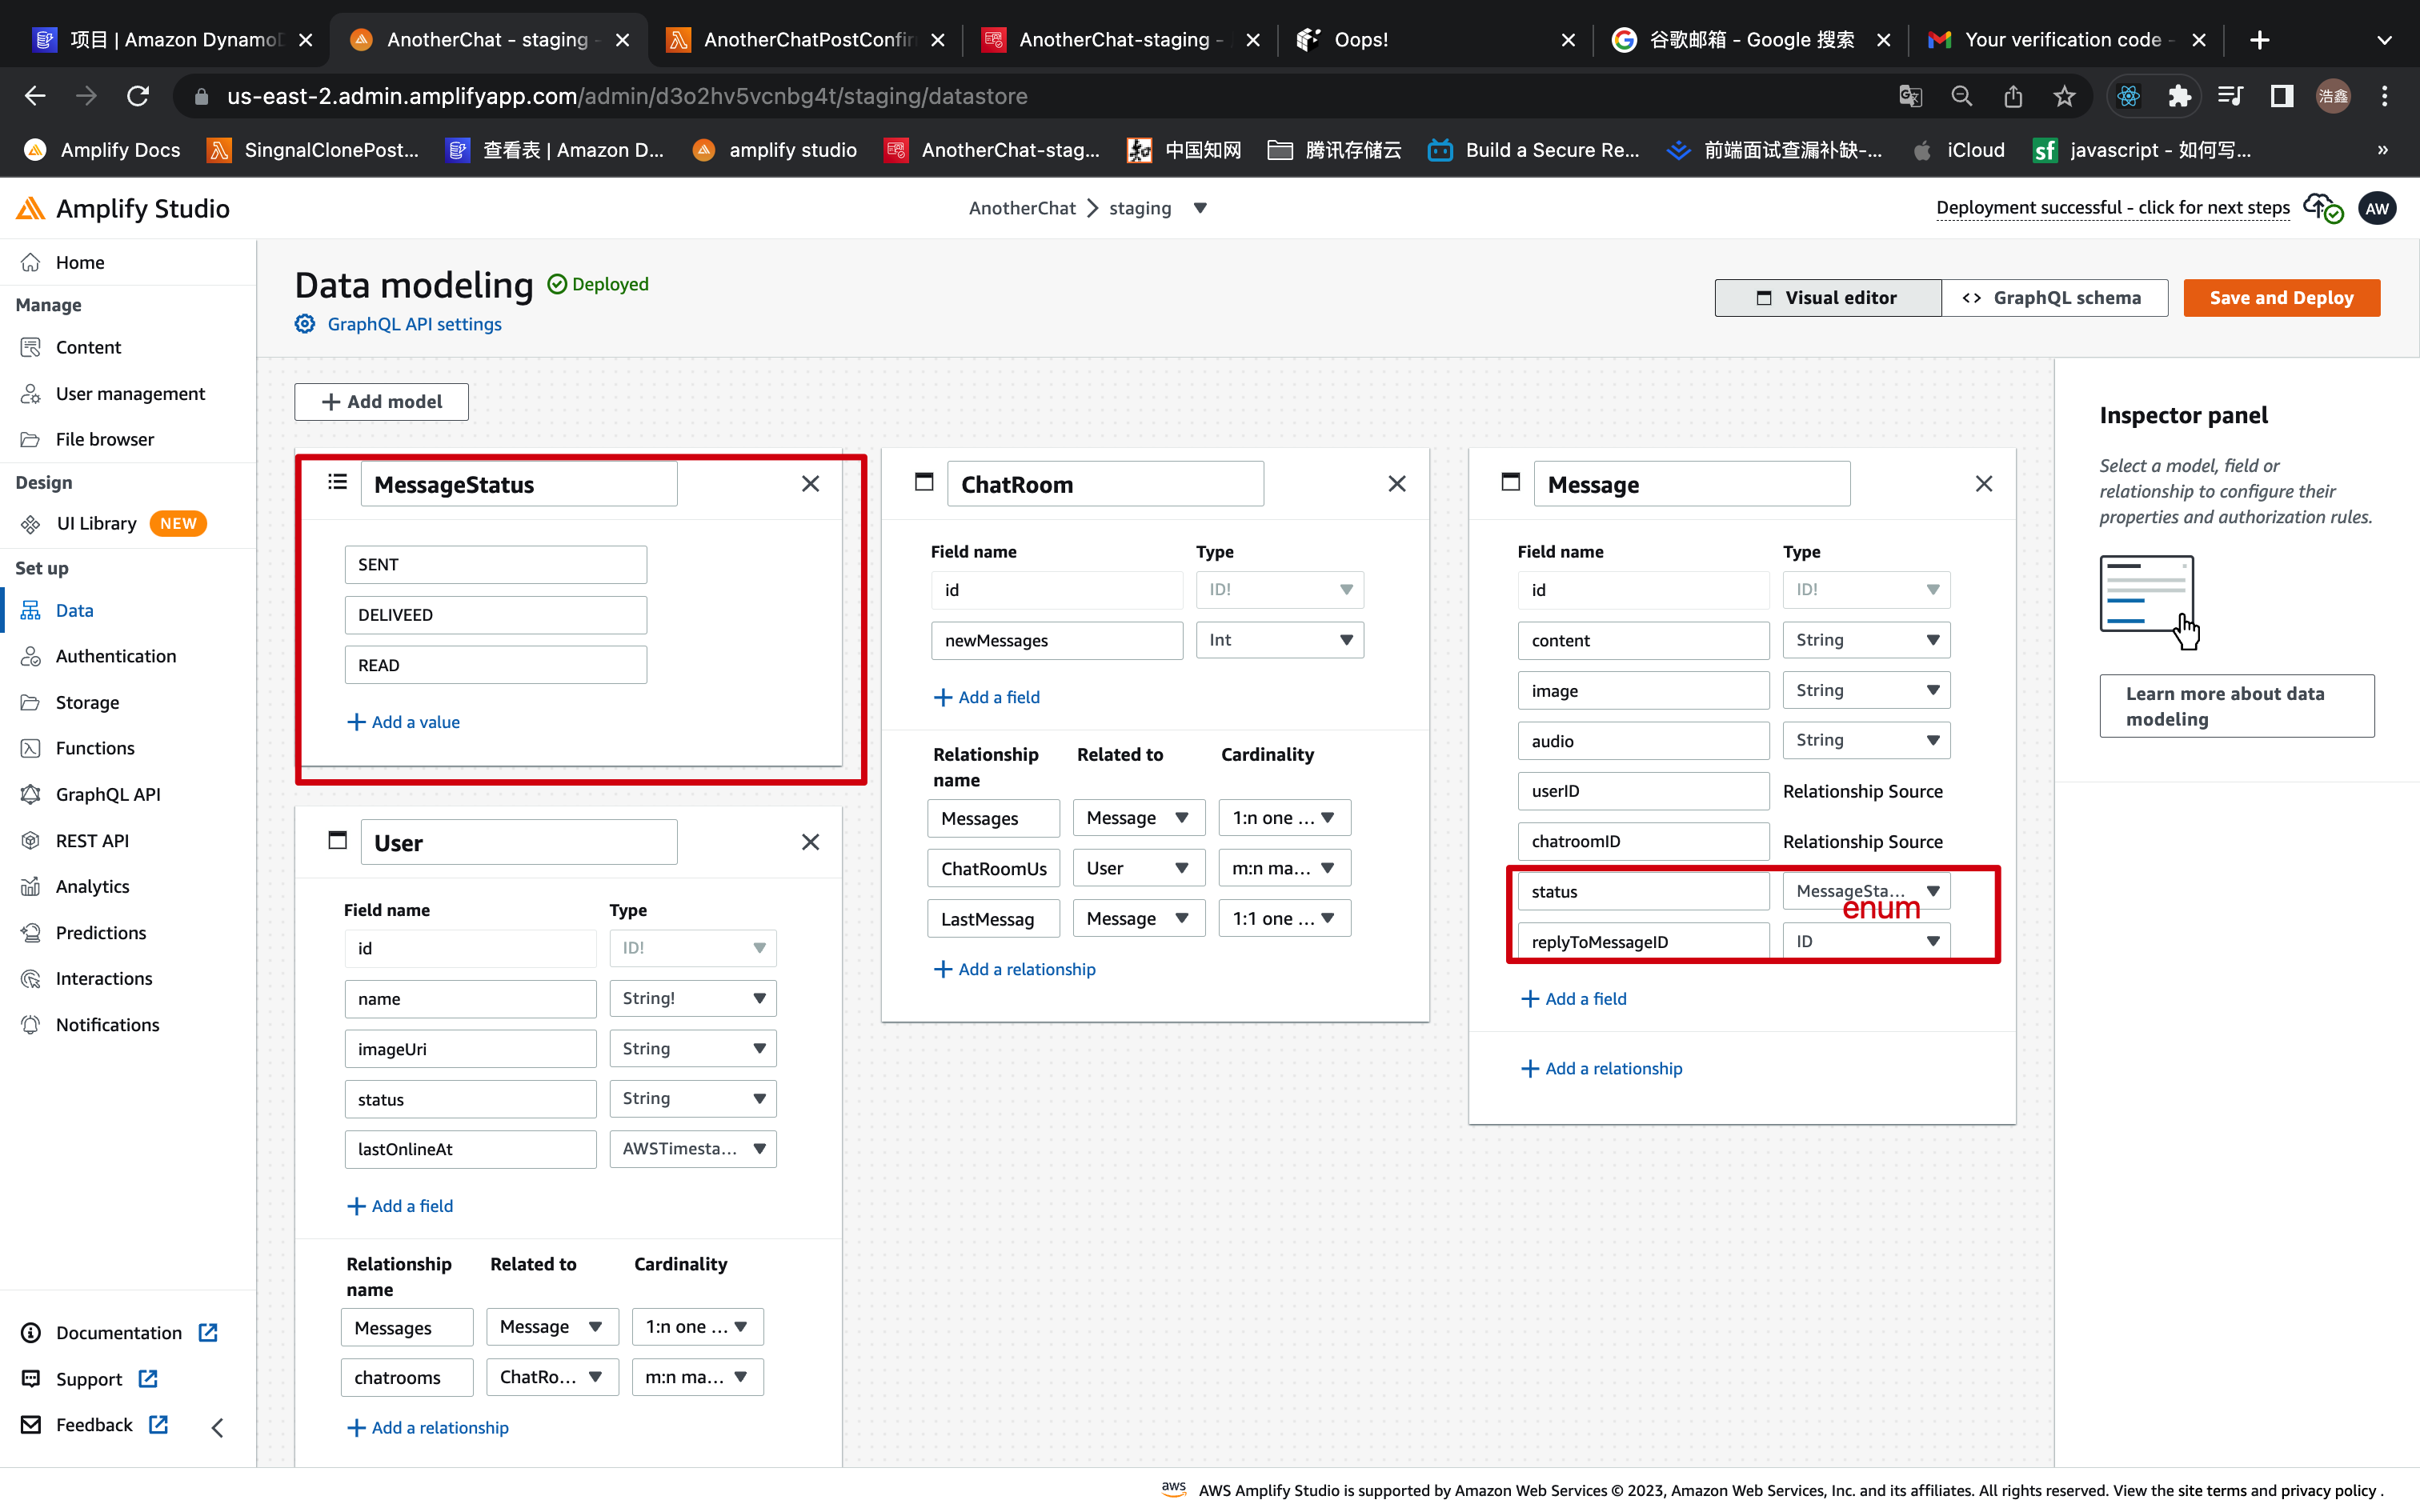 项目 | Amazon Dynamo
AnotherChat - staging -
AnotherChatPostConfir
AnotherChat-staging -
Oops!
谷歌邮箱 - Google 搜索
Your verification code -
us-east-2.admin.amplifyapp.com/admin/d3o2hv5vcnbg4t/staging/datastore
浩鑫
Amplify Docs
SingnalClonePost...
查看表 | Amazon D...
amplify studio
AnotherChat-stag...
中国知网
腾讯存储云
Build a Secure Re...
前端面试查漏补缺-...
iCloud
sf
javascript - 如何写...
»
Amplify Studio
AnotherChat > staging
Deployment successful - click for next steps
AW
Home
Manage
Content
User management
File browser
Design
UI Library NEW
Set up
Data
Authentication
Storage
Functions
GraphQL API
REST API
Analytics
Predictions
Interactions
Notifications
Documentation
Support
Feedback
Data modeling
Deployed
GraphQL API settings
Visual editor
<> GraphQL schema
Save and Deploy
+ Add model
MessageStatus
SENT
DELIVEED
READ
+ Add a value
User
Field name Type
id ID!
name String!
imageUri String
status String
lastOnlineAt AWSTimesta...
+ Add a field
Relationship name Related to Cardinality
Messages Message 1:n one ...
chatrooms ChatRo... m:n ma...
+ Add a relationship
ChatRoom
Field name Type
id ID!
newMessages Int
+ Add a field
Relationship name Related to Cardinality
Messages Message 1:n one ...
ChatRoomUs User m:n ma...
LastMessag Message 1:1 one ...
+ Add a relationship
Message
Field name Type
id ID!
content String
image String
audio String
userID Relationship Source
chatroomID Relationship Source
status MessageSta...
enum
replyToMessageID ID
+ Add a field
+ Add a relationship
Inspector panel
Select a model, field or
relationship to configure their
properties and authorization rules.
Learn more about data
modeling
aws AWS Amplify Studio is supported by Amazon Web Services © 2023, Amazon Web Services, Inc. and its affiliates. All rights reserved. View the site terms and privacy policy .